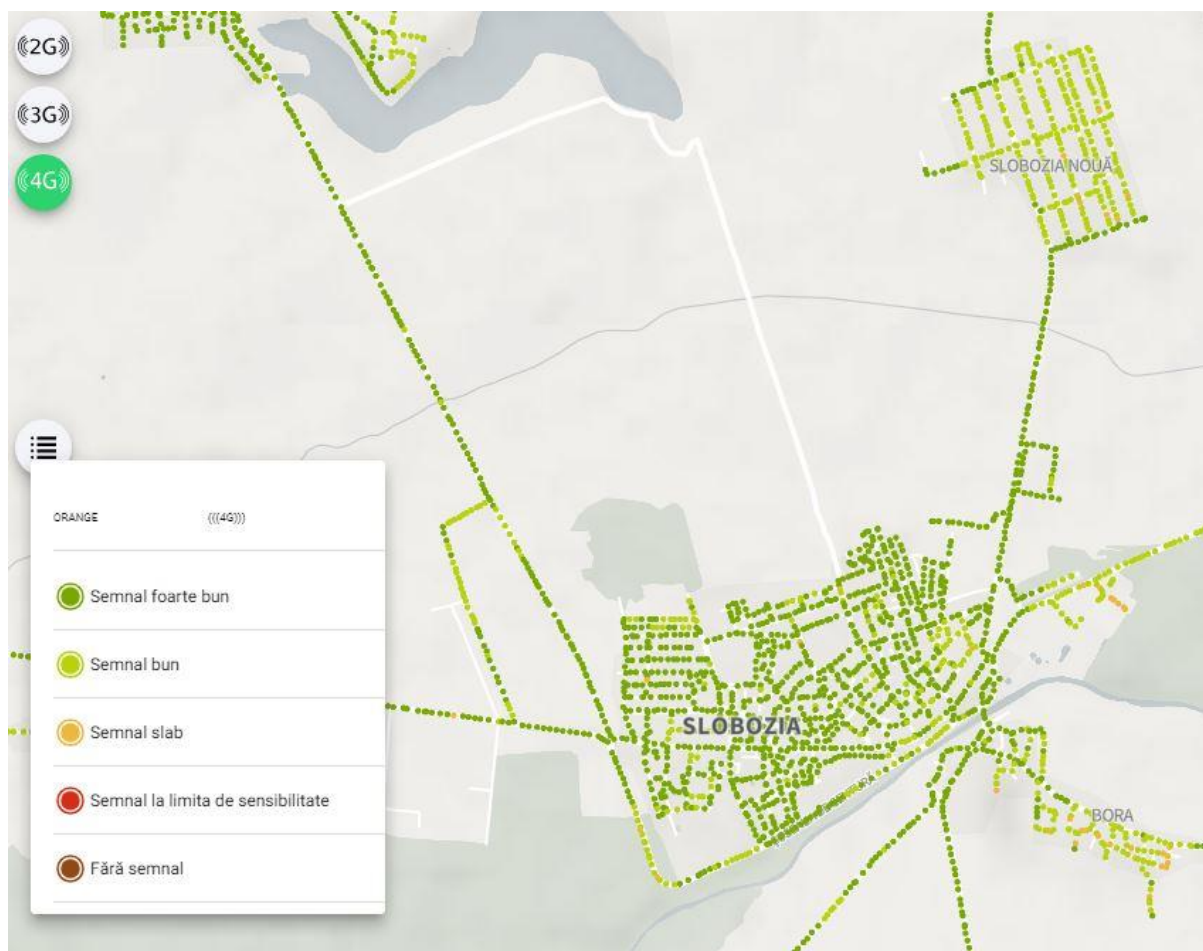 2G
3G
4G
SLOBOZIA NOUĂ
ORANGE (((4G)))
Semnal foarte bun
Semnal bun
Semnal slab
SLOBOZIA
Semnal la limita de sensibilitate
BORA
Fără semnal